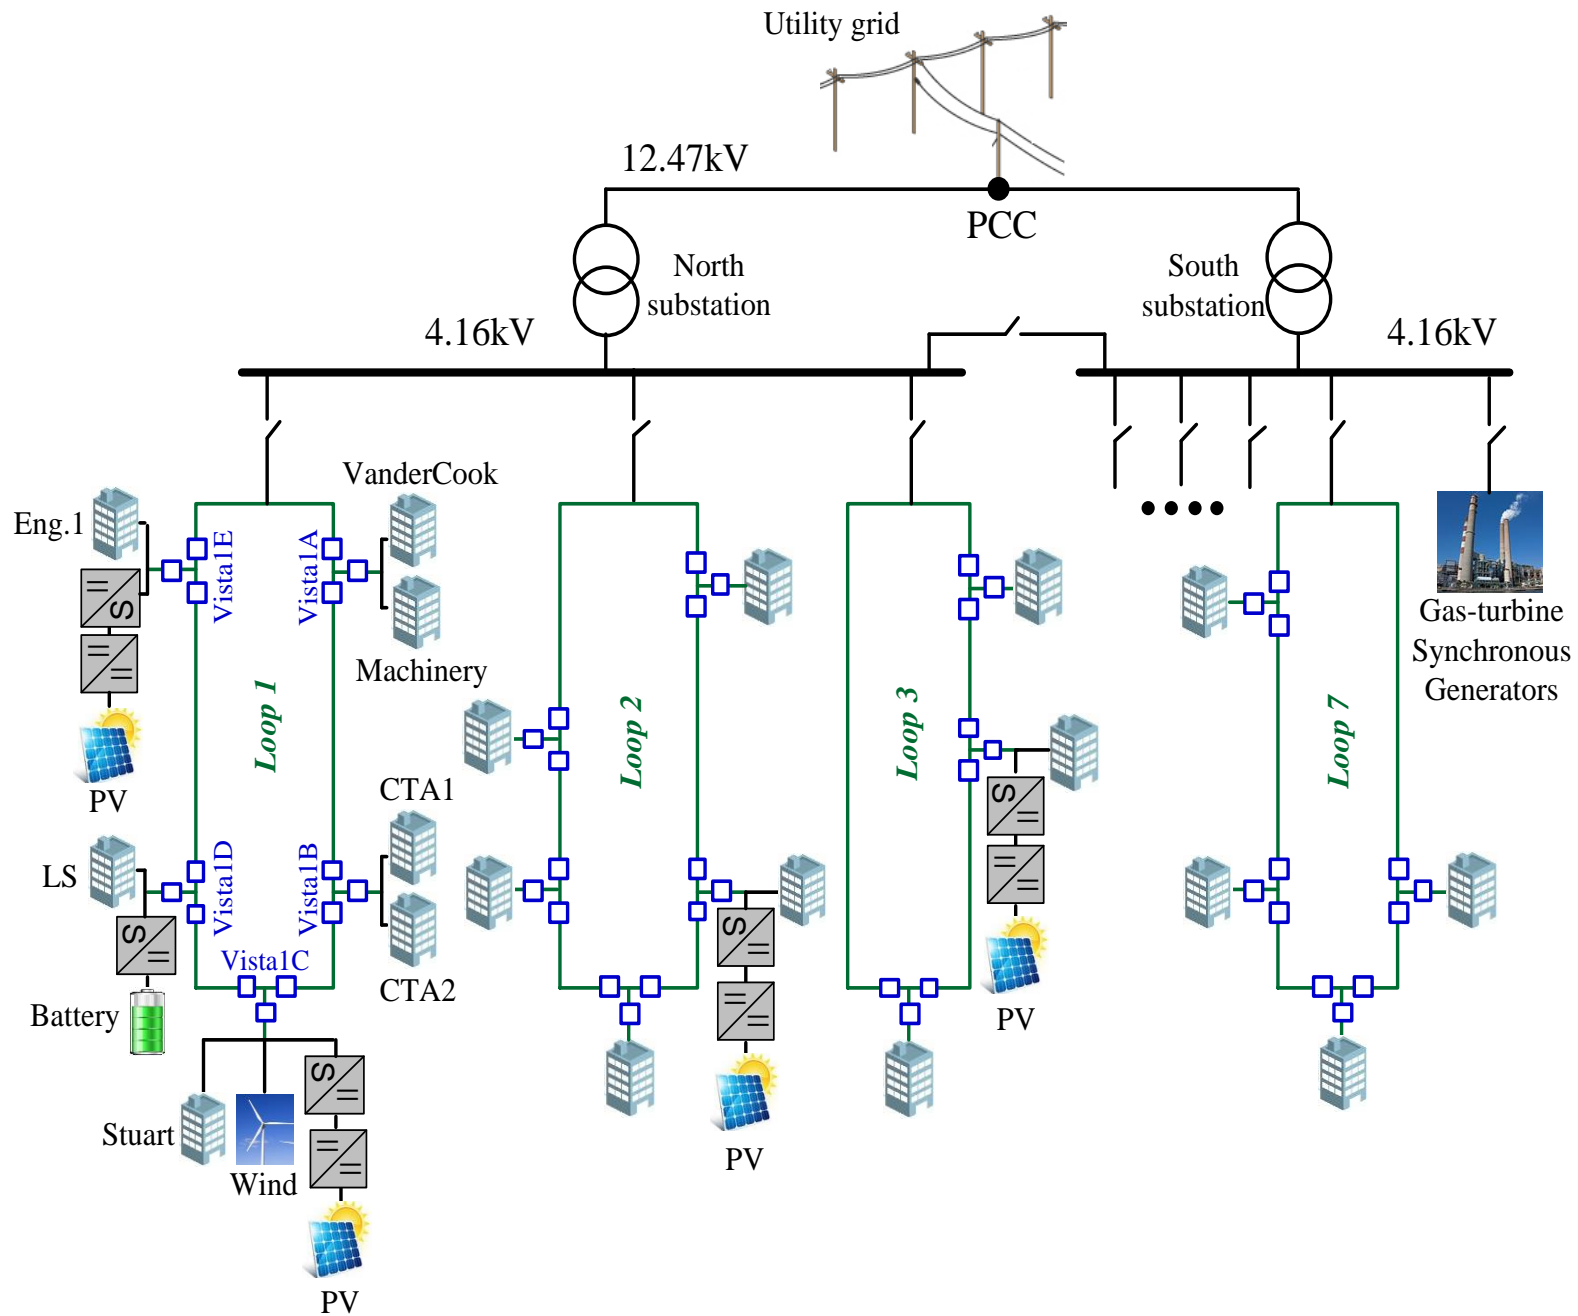 Utility grid
12.47kV
PCC
North
substation
South
substation
4.16kV
4.16kV
VanderCook
Eng.1
Vista1E
Vista1A
Machinery
Loop 1
PV
S
CTA1
LS
Vista1D
Vista1B
S
Vista1C
CTA2
Battery
S
Stuart
Wind
PV
Loop 2
S
PV
Loop 3
S
PV
Loop 7
Gas-turbine
Synchronous
Generators